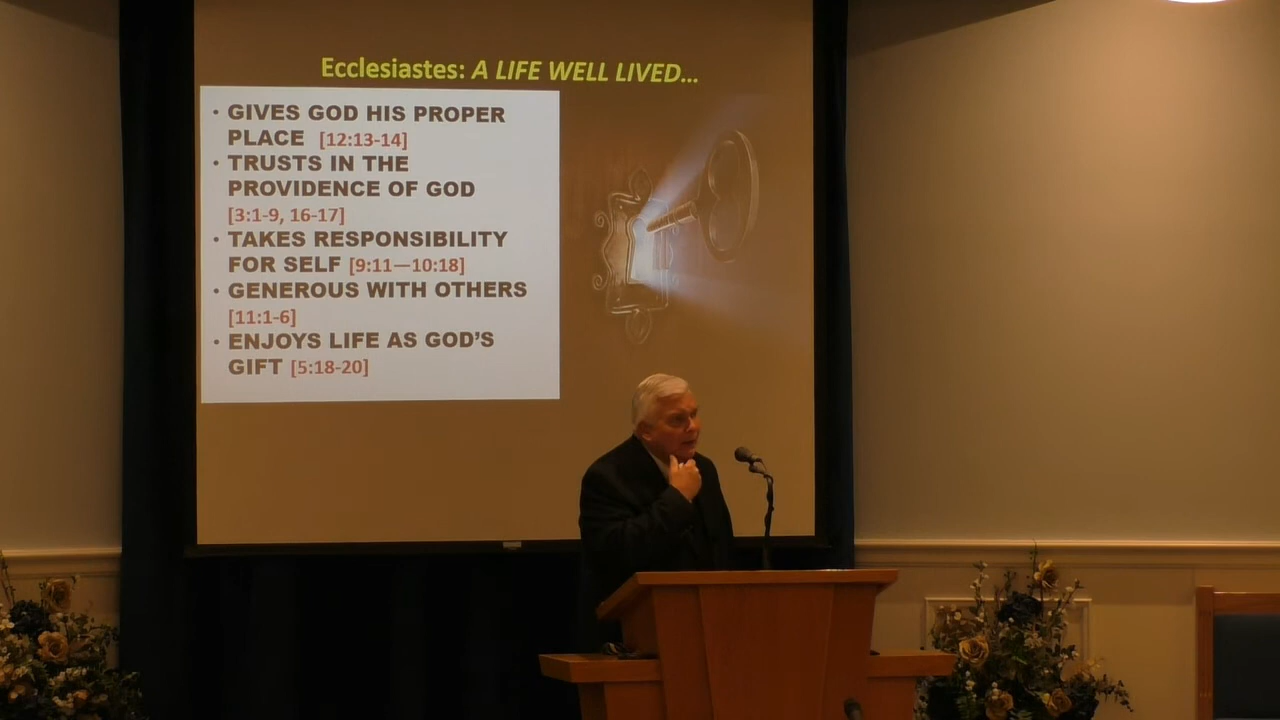 Ecclesiastes: A LIFE WELL LIVED...
• GIVES GOD HIS PROPER
PLACE [12:13-14]
• TRUSTS IN THE
PROVIDENCE OF GOD
[3:1-9, 16-17]
• TAKES RESPONSIBILITY
FOR SELF [9:11—10:18]
• GENEROUS WITH OTHERS
[11:1-6]
• ENJOYS LIFE AS GOD’S
GIFT [5:18-20]